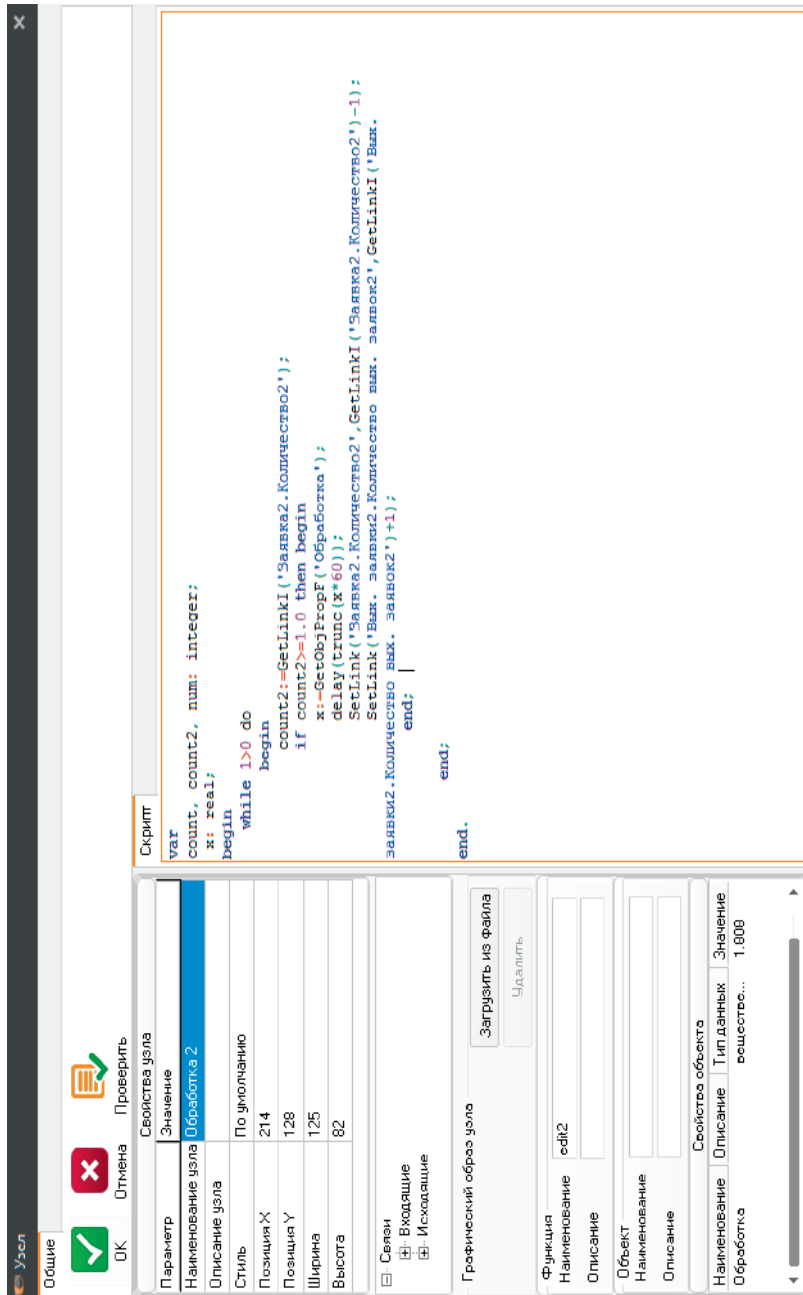 Узел
Общие
OK
Отмена
Проверить
Свойства узла
Параметр Значение
Наименование узла Обработка 2
Описание узла
Стиль По умолчанию
Позиция X 214
Позиция Y 128
Ширина 125
Высота 82
Связи
Входящие
Исходящие
Графический образ узла
Загрузить из файла
Удалить
Функция
Наименование edit2
Описание
Объект
Наименование
Описание
Свойства объекта
Наименование Описание Тип данных Значение
Обработка веществе... 1.808
Скрипт
var
count, count2, num: integer;
x: real;
begin
while 1>0 do
begin
count2:=GetLinkI('Заявка2.Количество2');
if count2>=1.0 then begin
x:=GetObjPropF('Обработка');
delay(trunc(x*60));
SetLink('Заявка2.Количество2',GetLinkI('Заявка2.Количество2')-1);
SetLink('Вых. заявки2.Количество вых. заявок2',GetLinkI('Вых.
заявки2.Количество вых. заявок2')+1);
end;
end;
end.